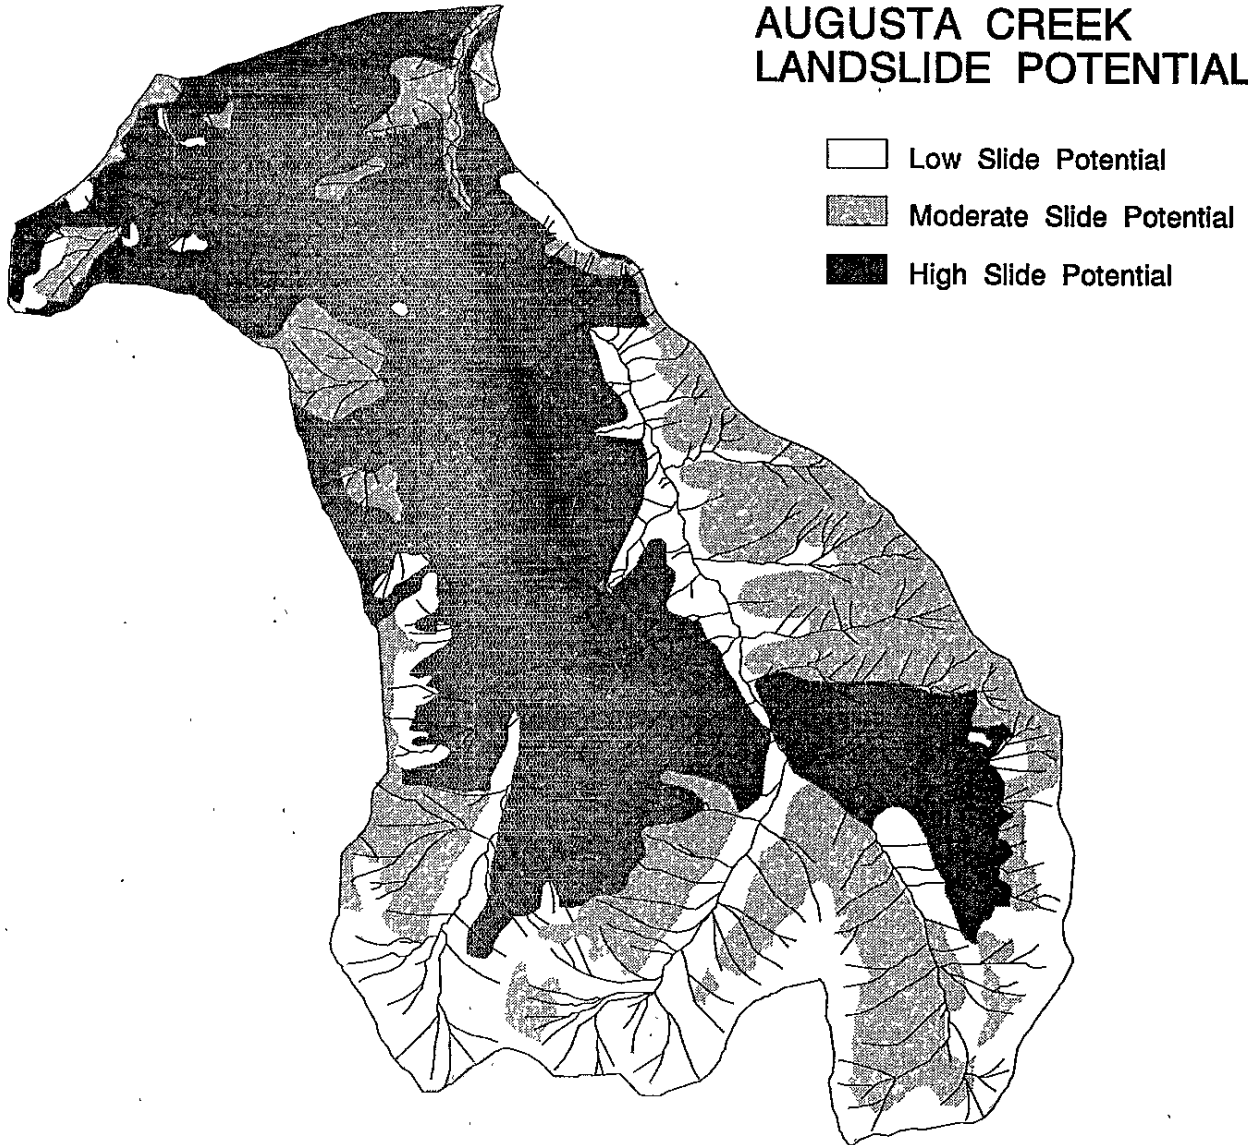 AUGUSTA CREEK
LANDSLIDE POTENTIAL
Low Slide Potential
Moderate Slide Potential
High Slide Potential